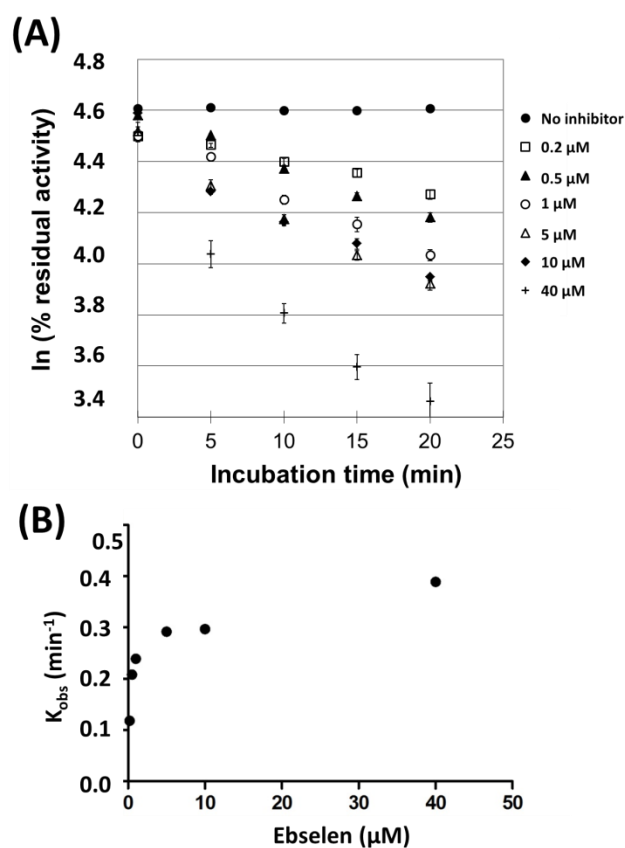 (A)
4.8
4.6
4.4
4.2
4.0
3.8
3.6
3.4
ln (% residual activity)
0 5 10 15 20 25
Incubation time (min)
No inhibitor
0.2 μM
0.5 μM
1 μM
5 μM
10 μM
40 μM
(B)
0.5
0.4
0.3
0.2
0.1
0.0
Kobs (min-1)
0 10 20 30 40 50
Ebselen (μM)